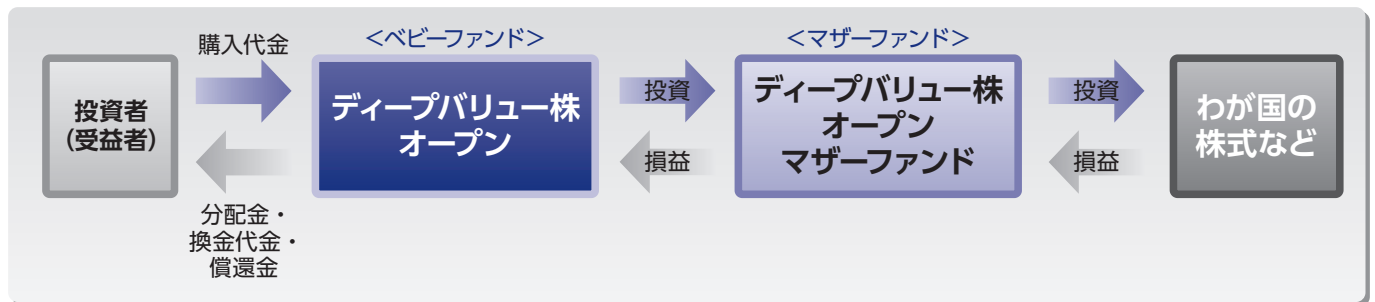 投資者
(受益者)
購入代金
分配金・
換金代金・
償還金
<ベビーファンド>
ディープバリュー株
オープン
投資
損益
<マザーファンド>
ディープバリュー株
オープン
マザーファンド
投資
損益
わが国の
株式など